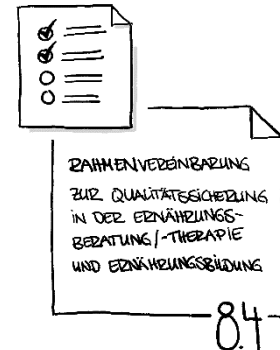 RAHMENVEREINBARUNG
ZUR QUALITÄTSSICHERUNG
IN DER ERNÄHRUNGS-
BERATUNG/-THERAPIE
UND ERNÄHRUNGSBILDUNG
8.4